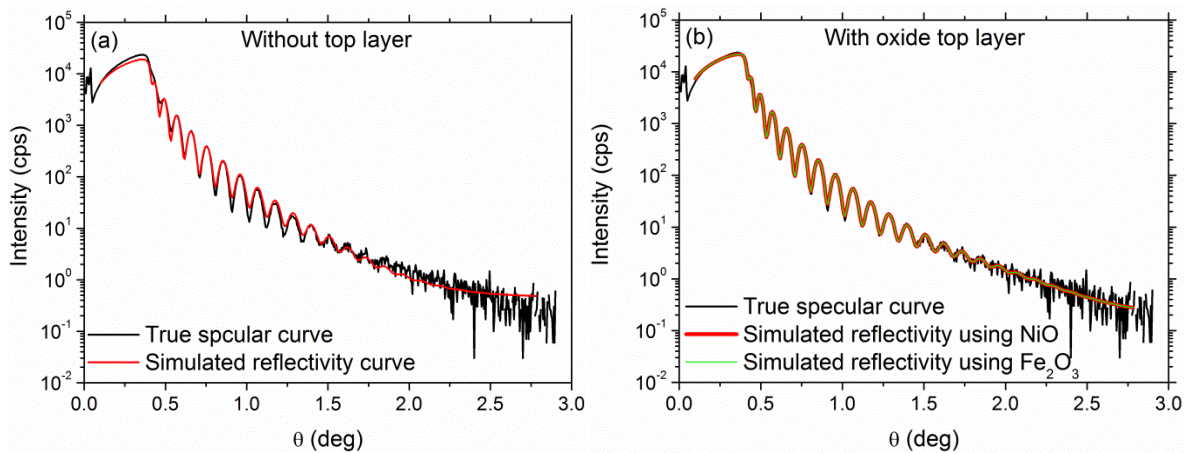 (a) Without top layer
10^5
10^4
10^3
10^2
10^1
10^0
10^-1
10^-2
Intensity (cps)
True spcular curve
Simulated reflectivity curve
0.0 0.5 1.0 1.5 2.0 2.5 3.0
θ (deg)
(b) With oxide top layer
10^5
10^4
10^3
10^2
10^1
10^0
10^-1
10^-2
Intensity (cps)
True specular curve
Simulated reflectivity using NiO
Simulated reflectivity using Fe₂O₃
0.0 0.5 1.0 1.5 2.0 2.5 3.0
θ (deg)